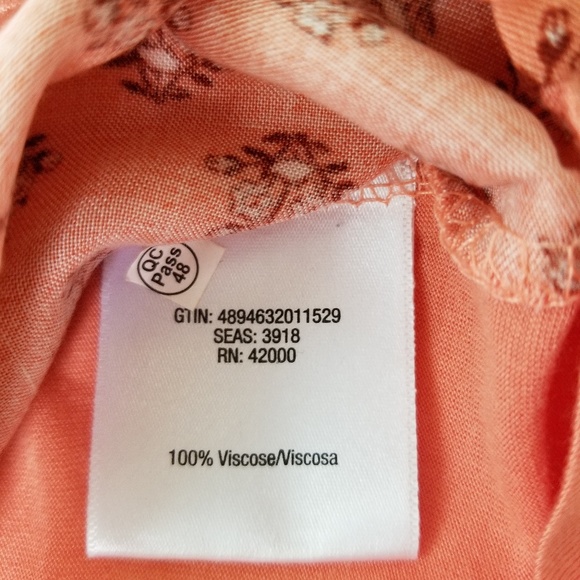 QC
Pass
48
GTIN: 4894632011529
SEAS: 3918
RN: 42000
100% Viscose/Viscosa